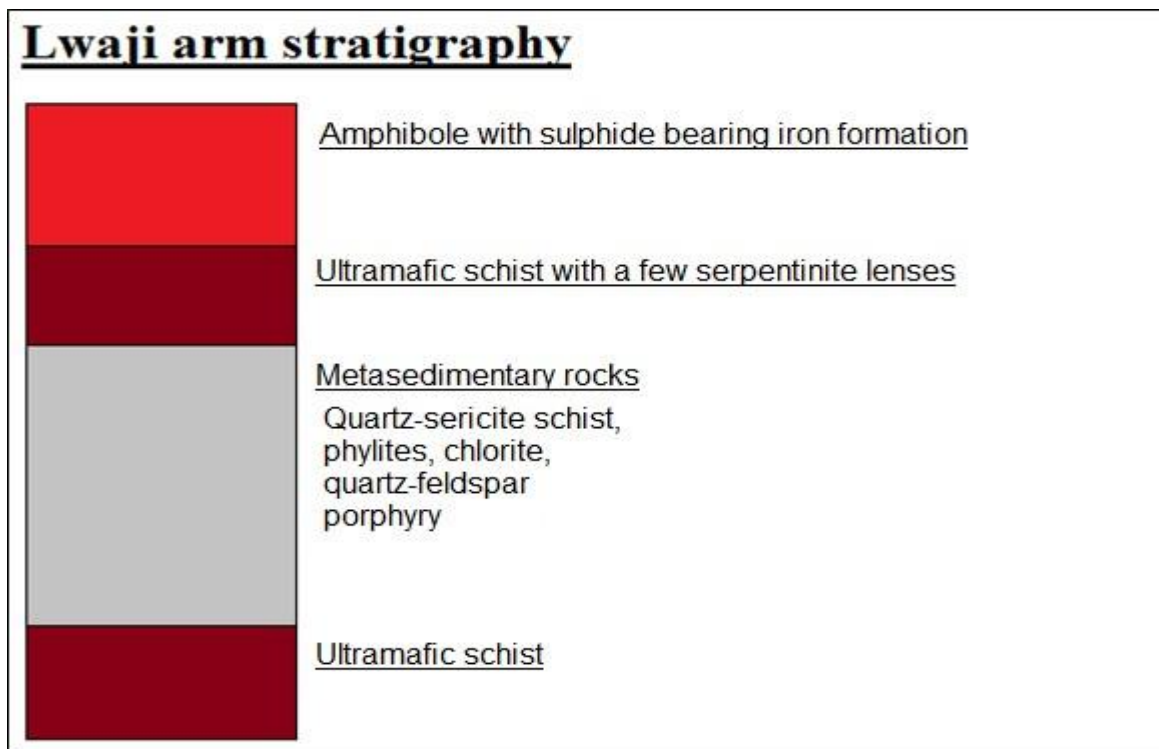 Lwaji arm stratigraphy
Amphibole with sulphide bearing iron formation
Ultramafic schist with a few serpentinite lenses
Metasedimentary rocks
Quartz-sericite schist,
phylites, chlorite,
quartz-feldspar
porphyry
Ultramafic schist